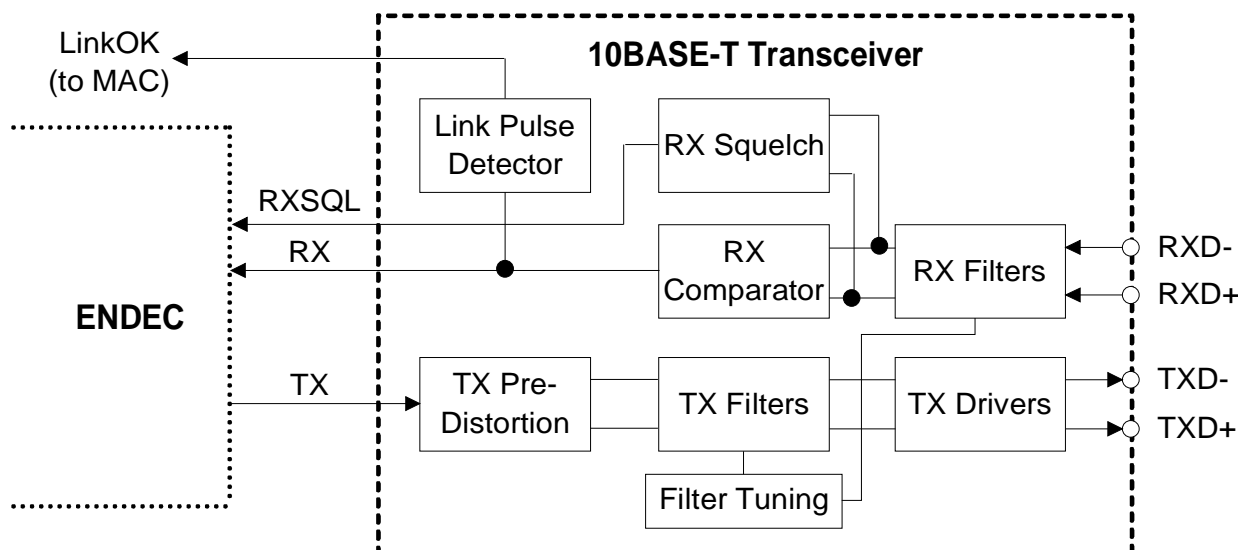 LinkOK
(to MAC)
10BASE-T Transceiver
Link Pulse
Detector
RX Squelch
RXSQL
RX
RX
Comparator
RX Filters
RXD-
RXD+
ENDEC
TX
TX Pre-
Distortion
TX Filters
TX Drivers
TXD-
TXD+
Filter Tuning